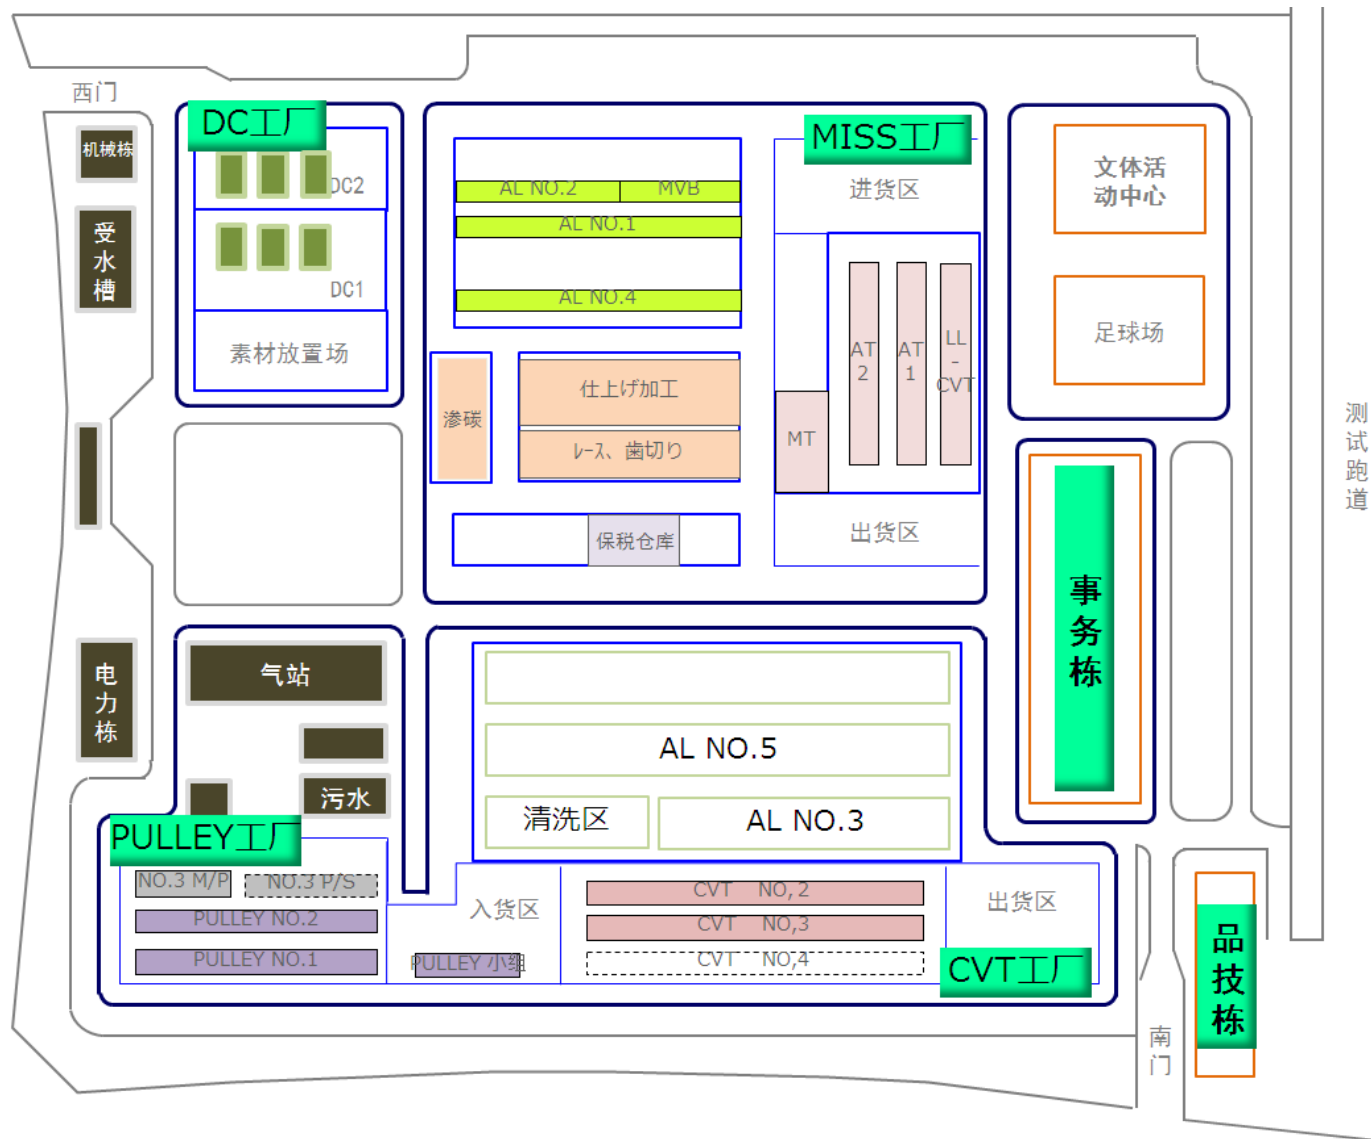 西门
机械栋
受
水
槽
电
力
栋
DC工厂
DC2
DC1
素材放置场
MISS工厂
AL NO.2
MVB
AL NO.1
AL NO.4
进货区
AT
2
AT
1
LL
-
CVT
MT
出货区
渗碳
仕上げ加工
ﾚｰｽ、歯切り
保税仓库
文体活
动中心
足球场
测
试
跑
道
事
务
栋
气站
污水
PULLEY工厂
NO.3 M/P
NO.3 P/S
PULLEY NO.2
PULLEY NO.1
PULLEY 小组
入货区
AL NO.5
清洗区
AL NO.3
CVT NO,2
CVT NO,3
CVT NO,4
出货区
CVT工厂
品
技
栋
南
门